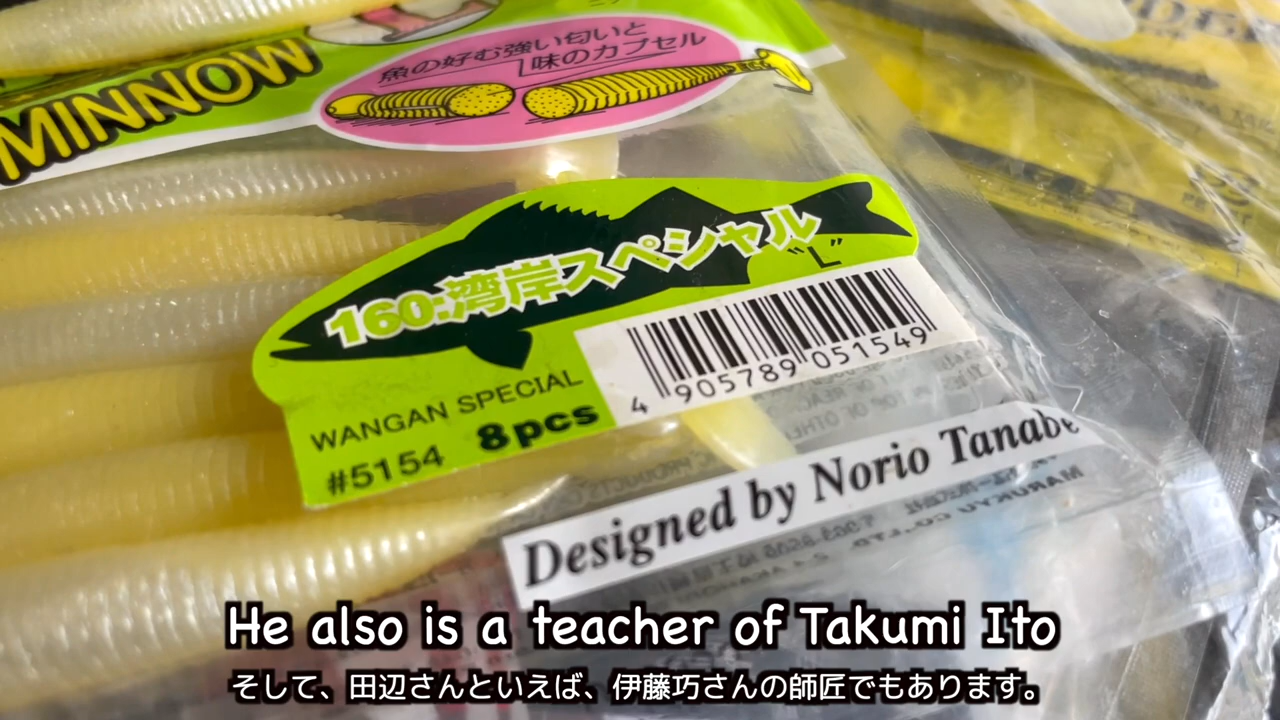 MINNOW
魚の好む強い匂いと
味のカプセル
160:湾岸スペシャル
"L"
WANGAN SPECIAL
#5154 8pcs
4 905789 051549
Designed by Norio Tanabe
MARUKYU CO.,LTD.
He also is a teacher of Takumi Ito
そして、田辺さんといえば、伊藤巧さんの師匠でもあります。